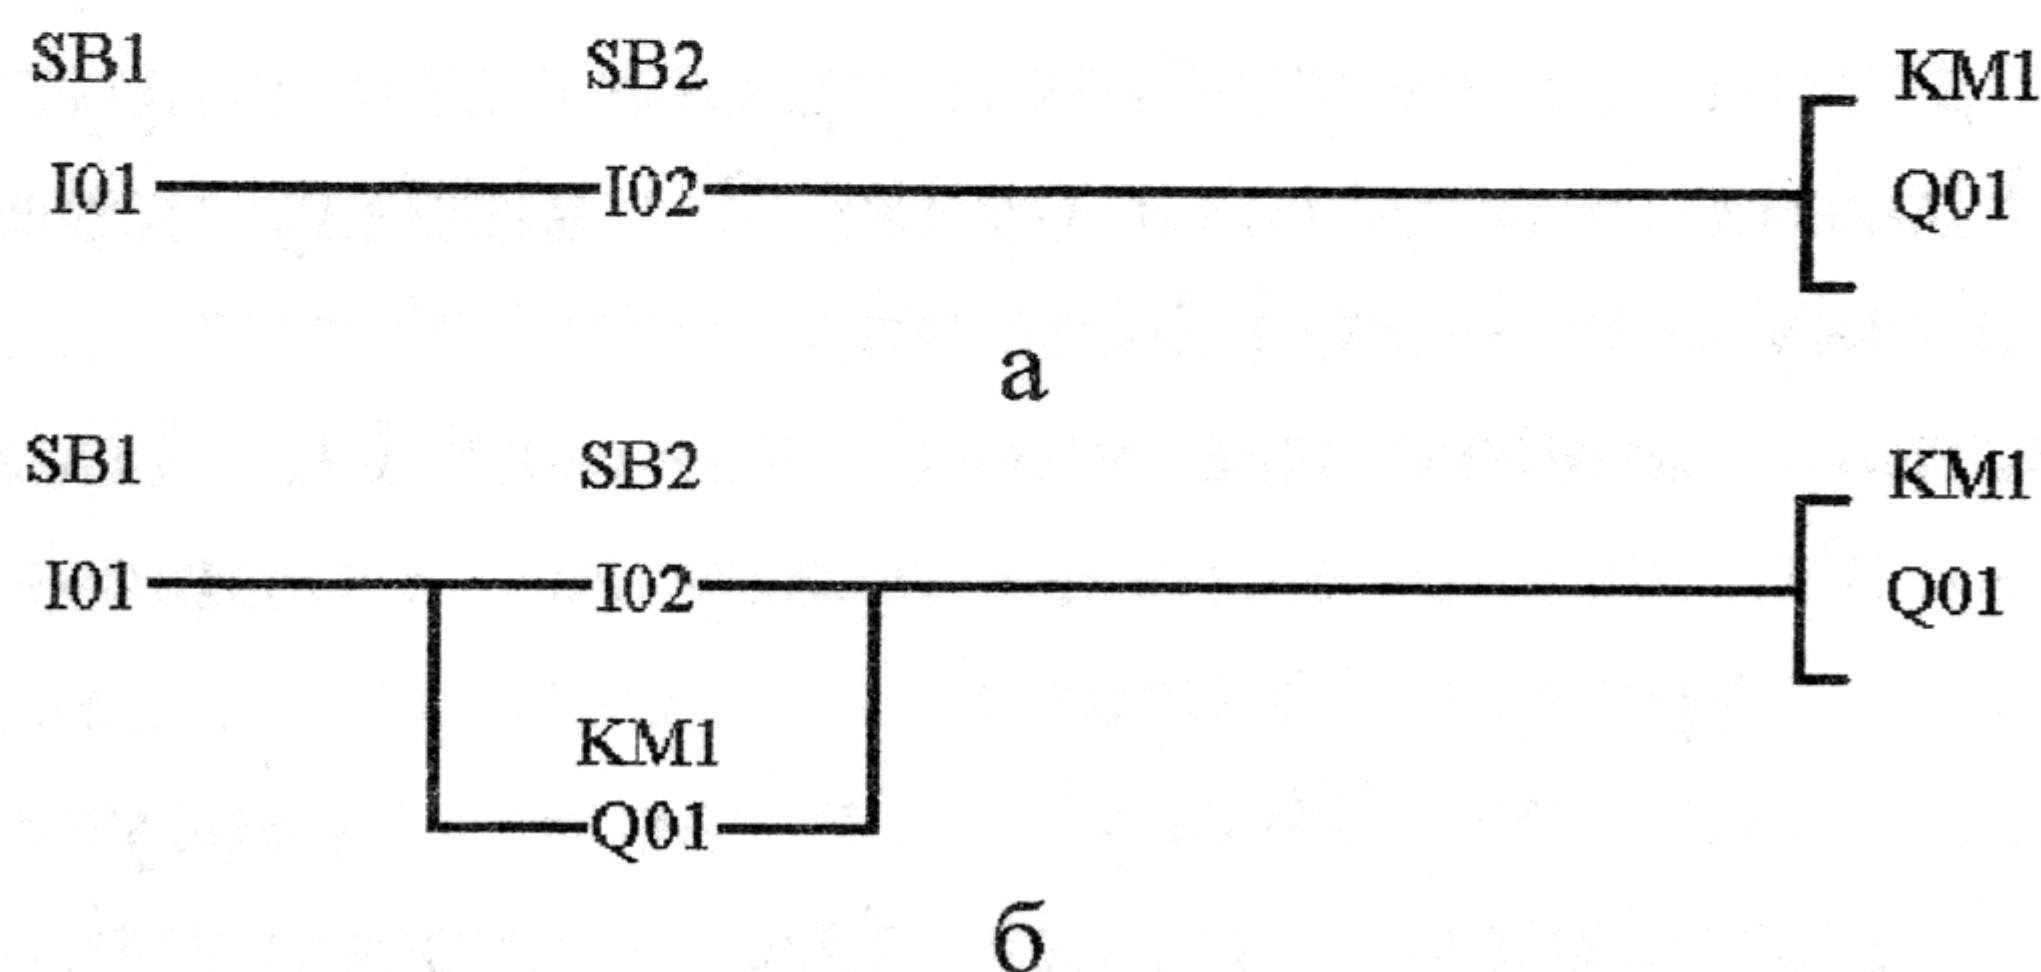 SB1 SB2 KM1
I01 I02 Q01
а
SB1 SB2 KM1
I01 I02 Q01
KM1
Q01
б